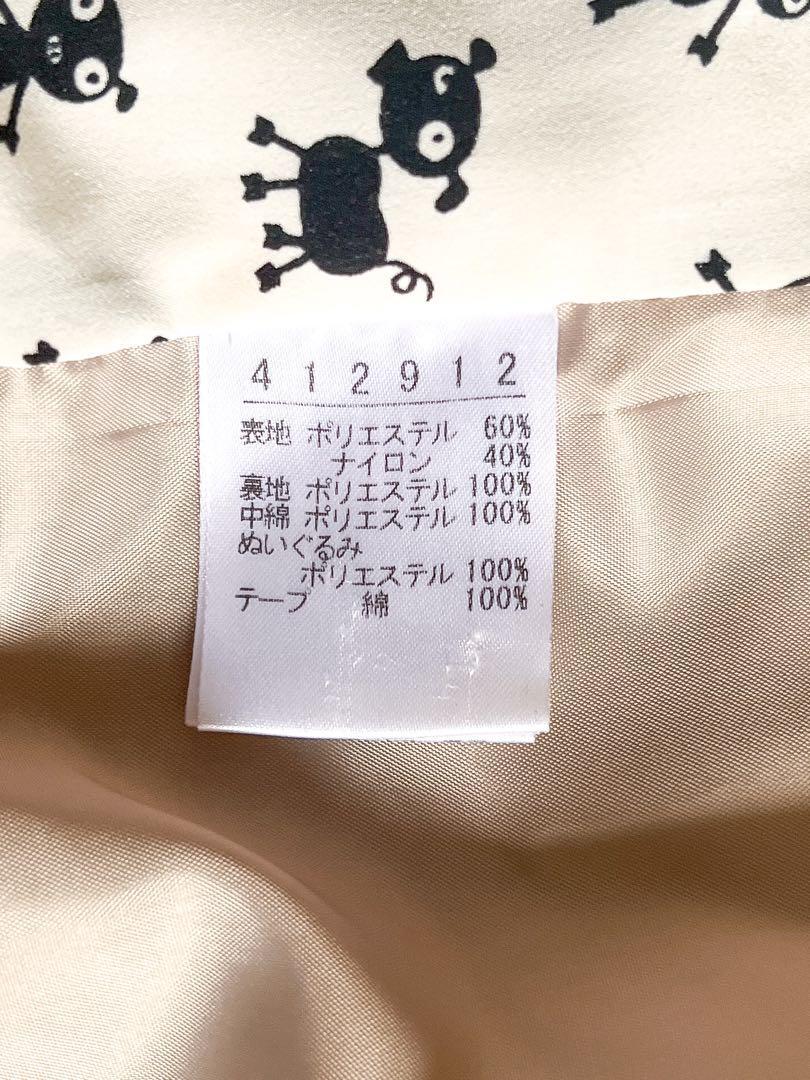 412912
表地 ポリエステル 60%
ナイロン 40%
裏地 ポリエステル 100%
中綿 ポリエステル 100%
ぬいぐるみ
ポリエステル 100%
テープ 綿 100%